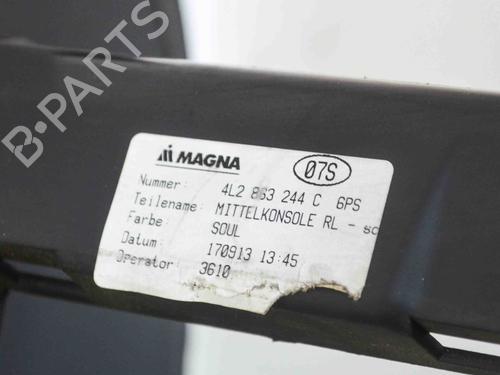 B-PARTS
MAGNA
07S
Nummer: 4L2 863 244 C 6PS
Teilename: MITTELKONSOLE RL - so
Farbe: SOUL
Datum: 170913 13:45
Operator: 3610